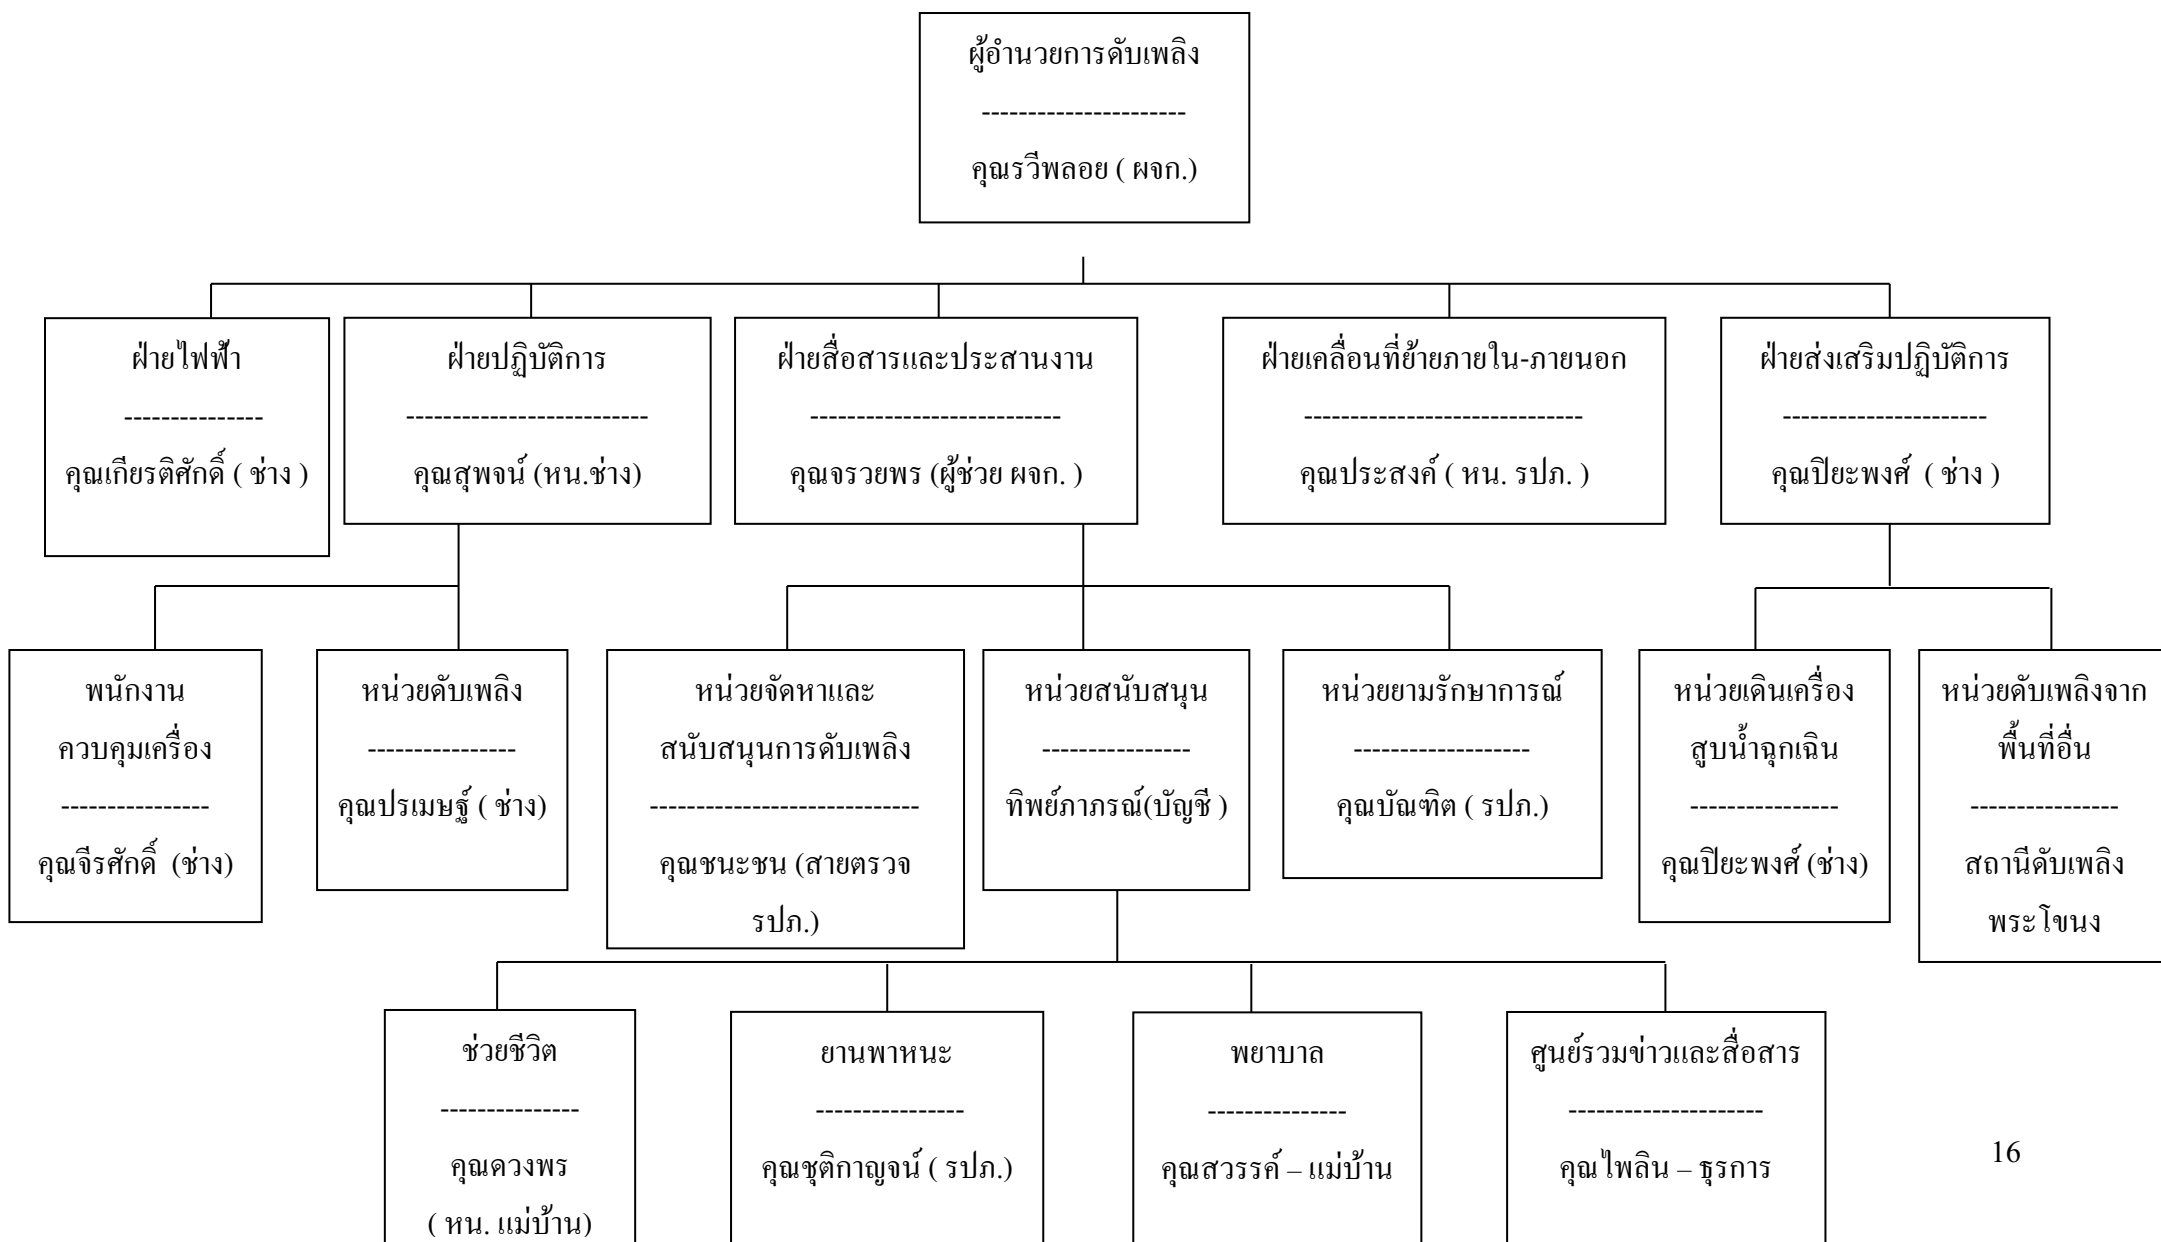 ผู้อำนวยการดับเพลิง
----------------------
คุณรวีพลอย ( ผจก.)
ฝ่ายไฟฟ้า
---------------
คุณเกียรติศักดิ์ ( ช่าง )
ฝ่ายปฏิบัติการ
--------------------------
คุณสุพจน์ (หน.ช่าง)
ฝ่ายสื่อสารและประสานงาน
---------------------------
คุณจรวยพร (ผู้ช่วย ผจก. )
ฝ่ายเคลื่อนที่ย้ายภายใน-ภายนอก
------------------------------
คุณประสงค์ ( หน. รปภ. )
ฝ่ายส่งเสริมปฏิบัติการ
----------------------
คุณปิยะพงศ์ ( ช่าง )
พนักงาน
ควบคุมเครื่อง
----------------
คุณจีรศักดิ์ (ช่าง)
หน่วยดับเพลิง
----------------
คุณปรเมษฐ์ ( ช่าง)
หน่วยจัดหาและ
สนับสนุนการดับเพลิง
-----------------------------
คุณชนะชน (สายตรวจ
รปภ.)
หน่วยสนับสนุน
----------------
ทิพย์ภาภรณ์(บัญชี )
หน่วยยามรักษาการณ์
-------------------
คุณบัณฑิต ( รปภ.)
หน่วยเดินเครื่อง
สูบน้ำฉุกเฉิน
----------------
คุณปิยะพงศ์ (ช่าง)
หน่วยดับเพลิงจาก
พื้นที่อื่น
----------------
สถานีดับเพลิง
พระโขนง
ช่วยชีวิต
---------------
คุณดวงพร
( หน. แม่บ้าน)
ยานพาหนะ
----------------
คุณชุติกาญจน์ ( รปภ.)
พยาบาล
---------------
คุณสวรรค์ – แม่บ้าน
ศูนย์รวมข่าวและสื่อสาร
---------------------
คุณไพลิน – ธุรการ
16